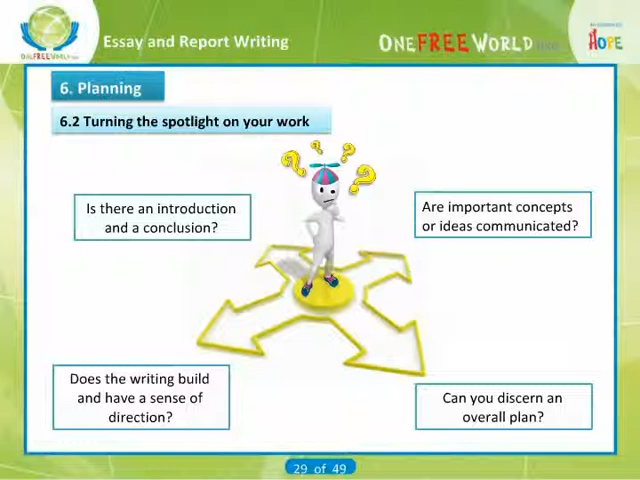 Essay and Report Writing
ONEFREEWORLD
HOPE
ONEFREEWORLD
6. Planning
6.2 Turning the spotlight on your work
Is there an introduction
and a conclusion?
Are important concepts
or ideas communicated?
Does the writing build
and have a sense of
direction?
Can you discern an
overall plan?
29 of 49